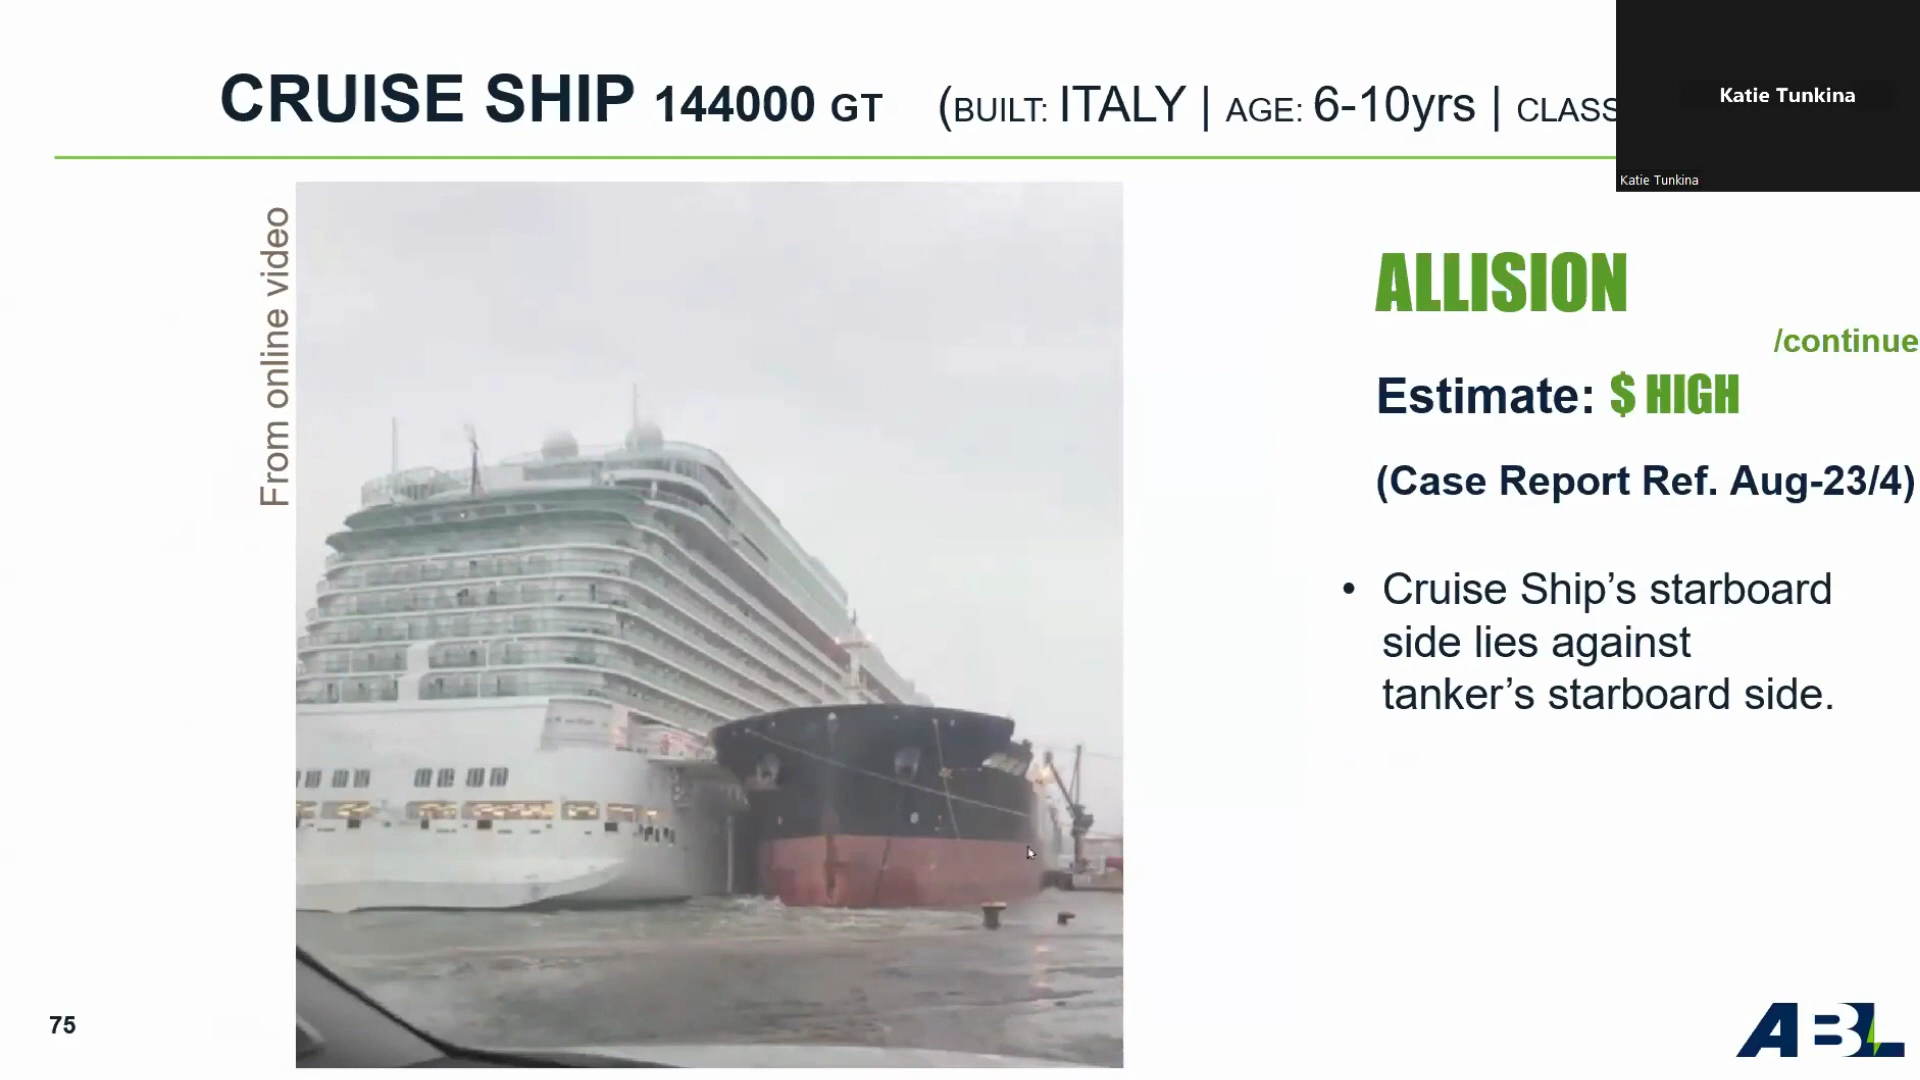 CRUISE SHIP 144000 GT (BUILT: ITALY | AGE: 6-10yrs | CLASS
Katie Tunkina
Katie Tunkina
From online video
ALLISION
/continue
Estimate: $ HIGH
(Case Report Ref. Aug-23/4)
• Cruise Ship’s starboard
side lies against
tanker’s starboard side.
75
ABL